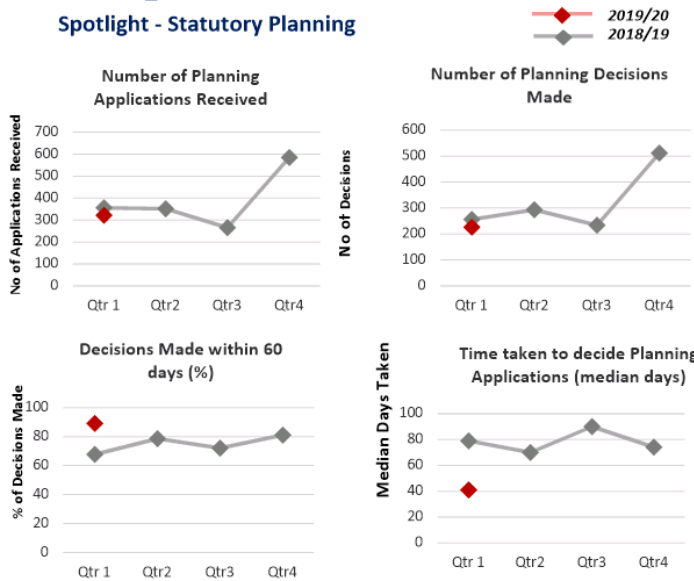 Spotlight - Statutory Planning
2019/20
2018/19
Number of Planning
Applications Received
No of Applications Received
700
600
500
400
300
200
100
0
Qtr 1 Qtr2 Qtr3 Qtr4
Number of Planning Decisions
Made
No of Decisions
600
500
400
300
200
100
0
Qtr 1 Qtr2 Qtr3 Qtr4
Decisions Made within 60
days (%)
% of Decisions Made
100
80
60
40
20
0
Qtr 1 Qtr2 Qtr3 Qtr4
Time taken to decide Planning
Applications (median days)
Median Days Taken
100
80
60
40
20
0
Qtr 1 Qtr2 Qtr3 Qtr4